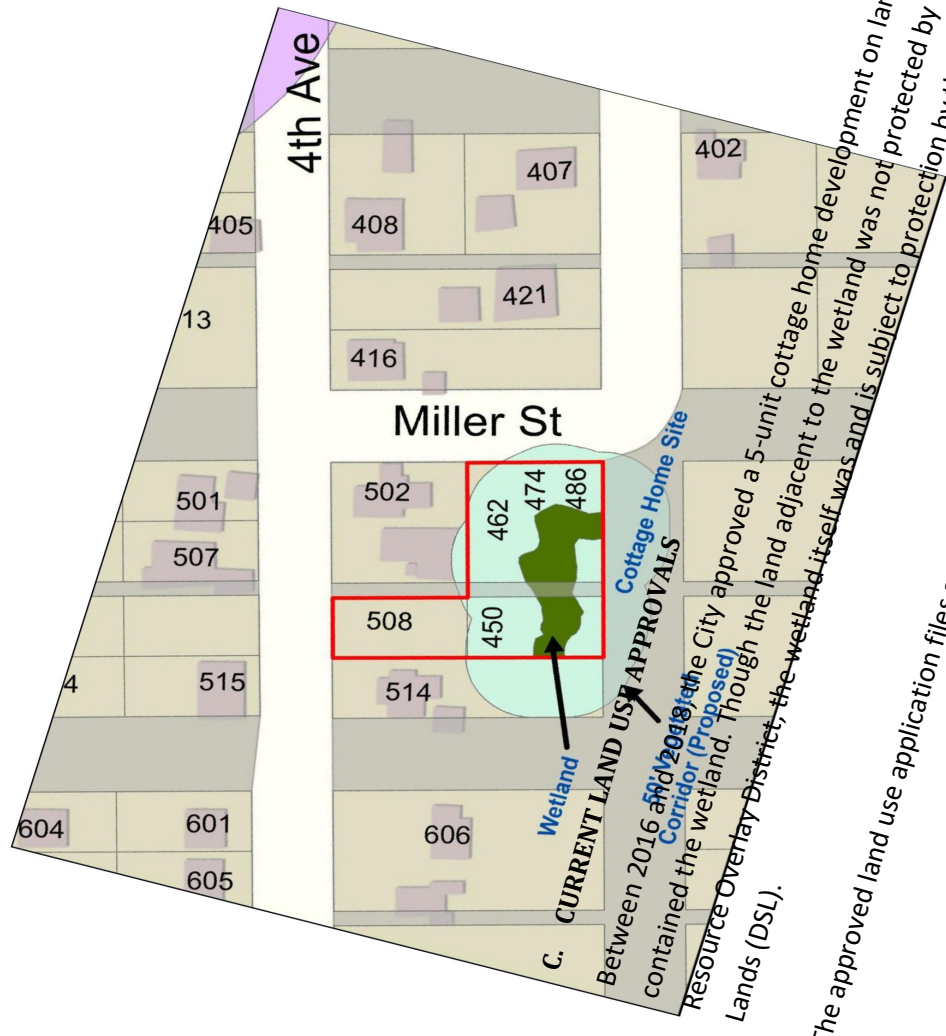 4th Ave
405
408
407
402
13
421
416
Miller St
501
502
462
474
486
507
Cottage Home Site
508
450
4
515
514
Wetland
50' Vegetated
Corridor (Proposed)
604
601
606
605
C. CURRENT LAND USE APPROVALS
Between 2016 and 2018, the City approved a 5-unit cottage home development on
contained the wetland. Though the land adjacent to the wetland was not protected by
Resource Overlay District, the wetland itself was and is subject to protection by
Lands (DSL).
The approved land use application files